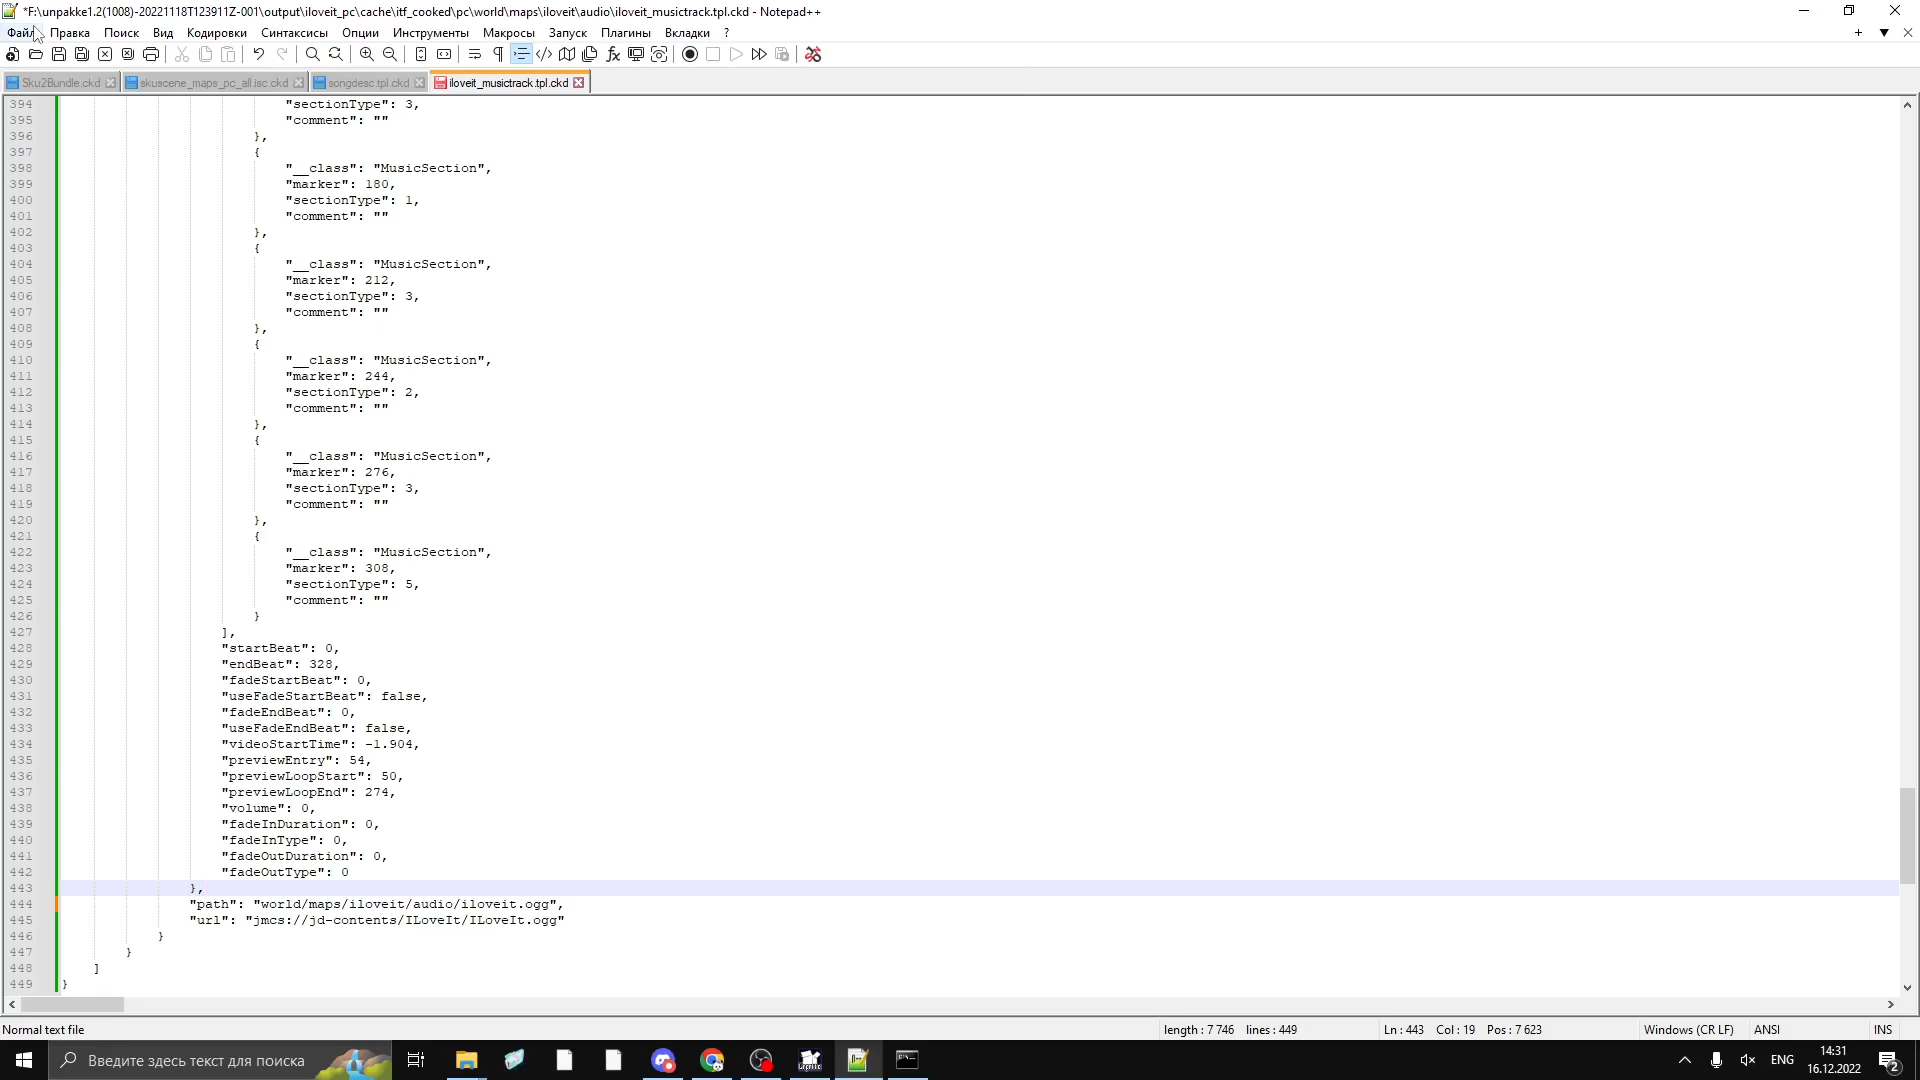 *F:\unpakke1.2(1008)-20221118T123911Z-001\output\iloveit_pc\cache\itf_cooked\pc\world\maps\iloveit\audio\iloveit_musictrack.tpl.ckd - Notepad++
Файл Правка Поиск Вид Кодировки Синтаксисы Опции Инструменты Макросы Запуск Плагины Вкладки ?
Sku2Bundle.ckd skuscene_maps_pc_all.isc.ckd songdesc.tpl.ckd iloveit_musictrack.tpl.ckd
394 "sectionType": 3,
395 "comment": ""
396 },
397 {
398 "__class": "MusicSection",
399 "marker": 180,
400 "sectionType": 1,
401 "comment": ""
402 },
403 {
404 "__class": "MusicSection",
405 "marker": 212,
406 "sectionType": 3,
407 "comment": ""
408 },
409 {
410 "__class": "MusicSection",
411 "marker": 244,
412 "sectionType": 2,
413 "comment": ""
414 },
415 {
416 "__class": "MusicSection",
417 "marker": 276,
418 "sectionType": 3,
419 "comment": ""
420 },
421 {
422 "__class": "MusicSection",
423 "marker": 308,
424 "sectionType": 5,
425 "comment": ""
426 }
427 ],
428 "startBeat": 0,
429 "endBeat": 328,
430 "fadeStartBeat": 0,
431 "useFadeStartBeat": false,
432 "fadeEndBeat": 0,
433 "useFadeEndBeat": false,
434 "videoStartTime": -1.904,
435 "previewEntry": 54,
436 "previewLoopStart": 50,
437 "previewLoopEnd": 274,
438 "volume": 0,
439 "fadeInDuration": 0,
440 "fadeInType": 0,
441 "fadeOutDuration": 0,
442 "fadeOutType": 0
443 },
444 "path": "world/maps/iloveit/audio/iloveit.ogg",
445 "url": "jmcs://jd-contents/ILoveIt/ILoveIt.ogg"
446 }
447 }
448 ]
449 }
Normal text file length : 7 746 lines : 449 Ln : 443 Col : 19 Pos : 7 623 Windows (CR LF) ANSI INS
Введите здесь текст для поиска ENG 14:31
16.12.2022 2